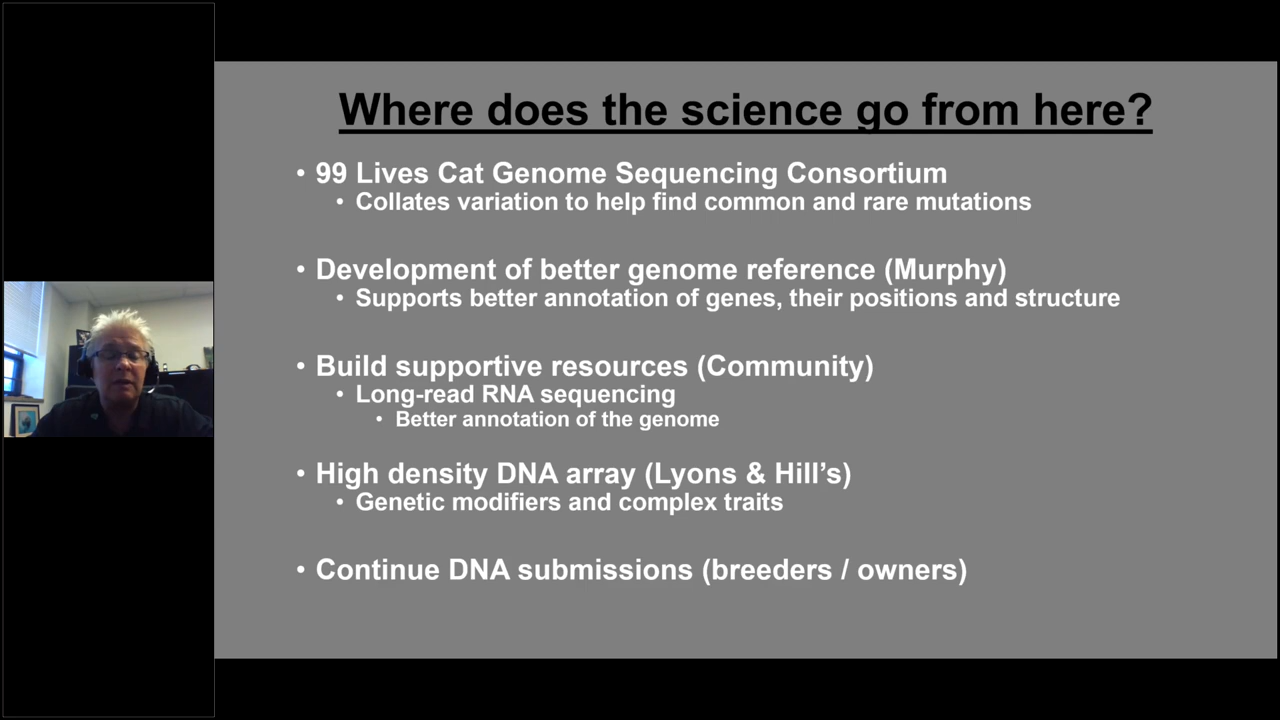 Where does the science go from here?
• 99 Lives Cat Genome Sequencing Consortium
• Collates variation to help find common and rare mutations
• Development of better genome reference (Murphy)
• Supports better annotation of genes, their positions and structure
• Build supportive resources (Community)
• Long-read RNA sequencing
• Better annotation of the genome
• High density DNA array (Lyons & Hill’s)
• Genetic modifiers and complex traits
• Continue DNA submissions (breeders / owners)